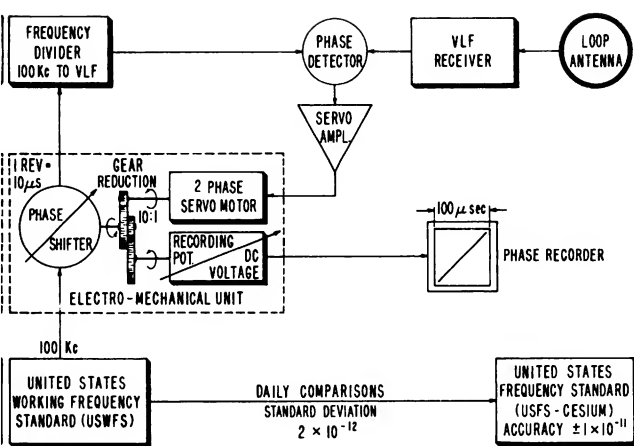 FREQUENCY
DIVIDER
100 Kc TO VLF
PHASE
DETECTOR
VLF
RECEIVER
LOOP
ANTENNA
SERVO
AMPL.
1 REV =
10μs
GEAR
REDUCTION
2 PHASE
SERVO MOTOR
10:1
PHASE
SHIFTER
RECORDING
POT. DC
VOLTAGE
ELECTRO-MECHANICAL UNIT
100 μ sec
PHASE RECORDER
100 Kc
UNITED STATES
WORKING FREQUENCY
STANDARD (USWFS)
DAILY COMPARISONS
STANDARD DEVIATION
2 × 10⁻¹²
UNITED STATES
FREQUENCY STANDARD
(USFS - CESIUM)
ACCURACY ±1×10⁻¹¹